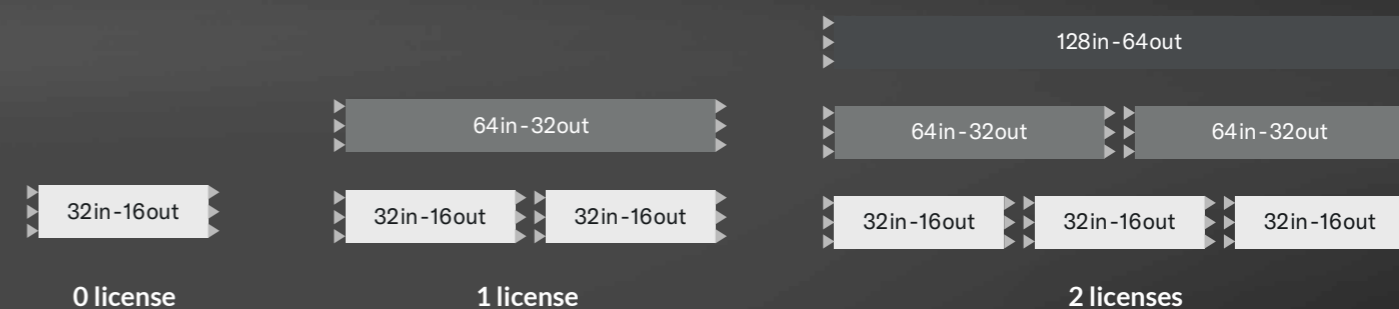 128in-64out
64in-32out
64in-32out 64in-32out
32in-16out
32in-16out 32in-16out
32in-16out 32in-16out 32in-16out
0 license
1 license
2 licenses